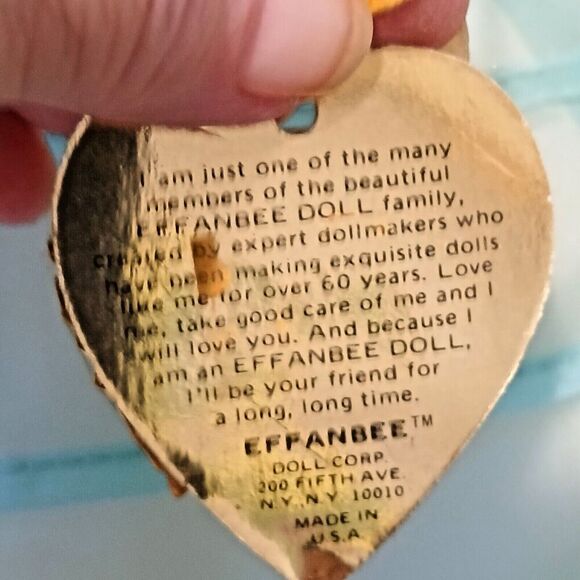 I am just one of the many
members of the beautiful
EFFANBEE DOLL family,
created by expert dollmakers who
have been making exquisite dolls
like me for over 60 years. Love
me, take good care of me and I
will love you. And because I
am an EFFANBEE DOLL,
I'll be your friend for
a long, long time.
EFFANBEE™
DOLL CORP.
200 FIFTH AVE.
N.Y., N.Y. 10010
MADE IN
U.S.A.